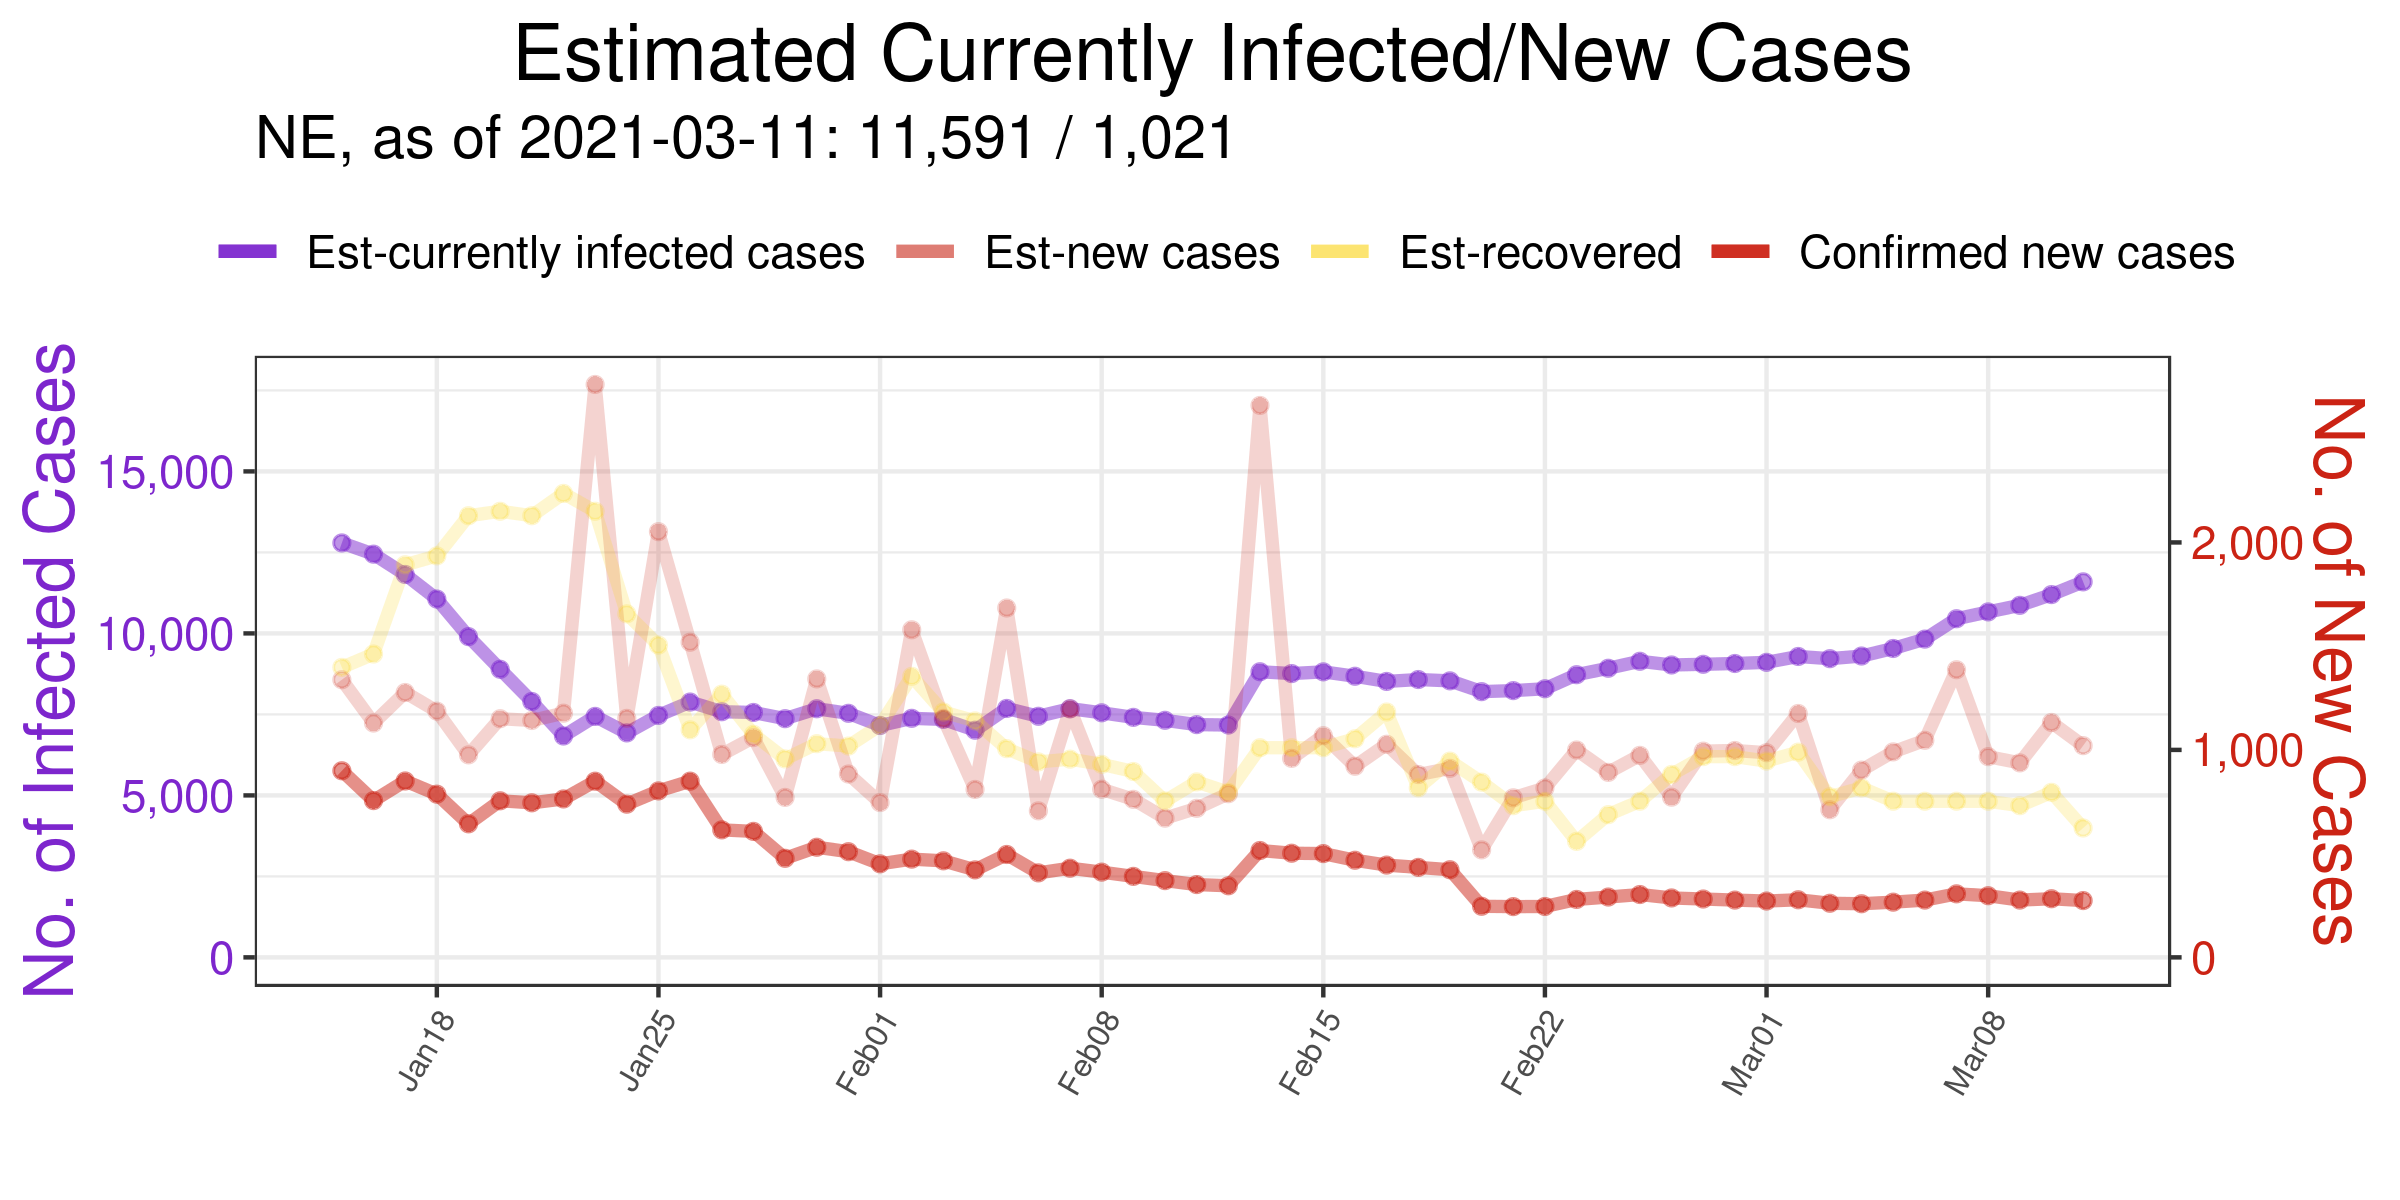 Estimated Currently Infected/New Cases
NE, as of 2021-03-11: 11,591 / 1,021
Est-currently infected cases
Est-new cases
Est-recovered
Confirmed new cases
No. of Infected Cases
15,000
10,000
5,000
0
2,000
1,000
0
No. of New Cases
Jan18
Jan25
Feb01
Feb08
Feb15
Feb22
Mar01
Mar08